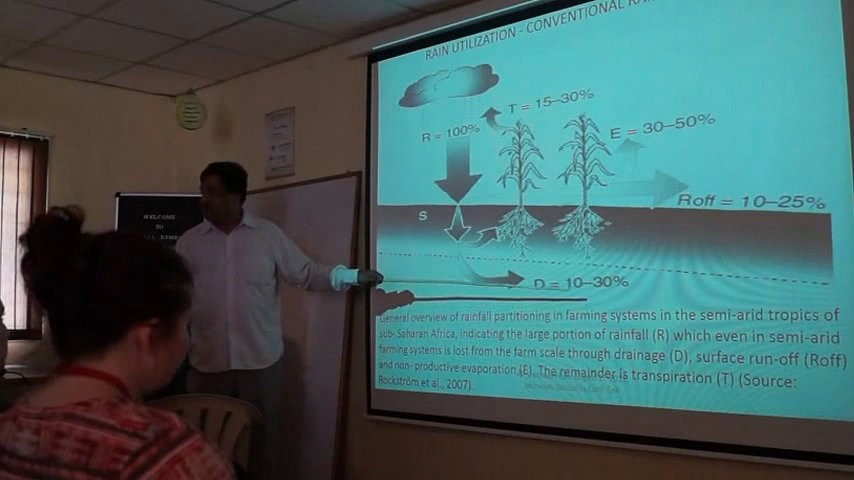 RAIN UTILIZATION - CONVENTIONAL
T = 15–30%
R = 100%
E = 30–50%
S
Roff = 10–25%
D = 10–30%
General overview of rainfall partitioning in farming systems in the semi-arid tropics of
sub- Saharan Africa, indicating the large portion of rainfall (R) which even in semi-arid
farming systems is lost from the farm scale through drainage (D), surface run-off (Roff)
and non- productive evaporation (E). The remainder is transpiration (T) (Source:
Rockström et al., 2007).
WELCOME
TO